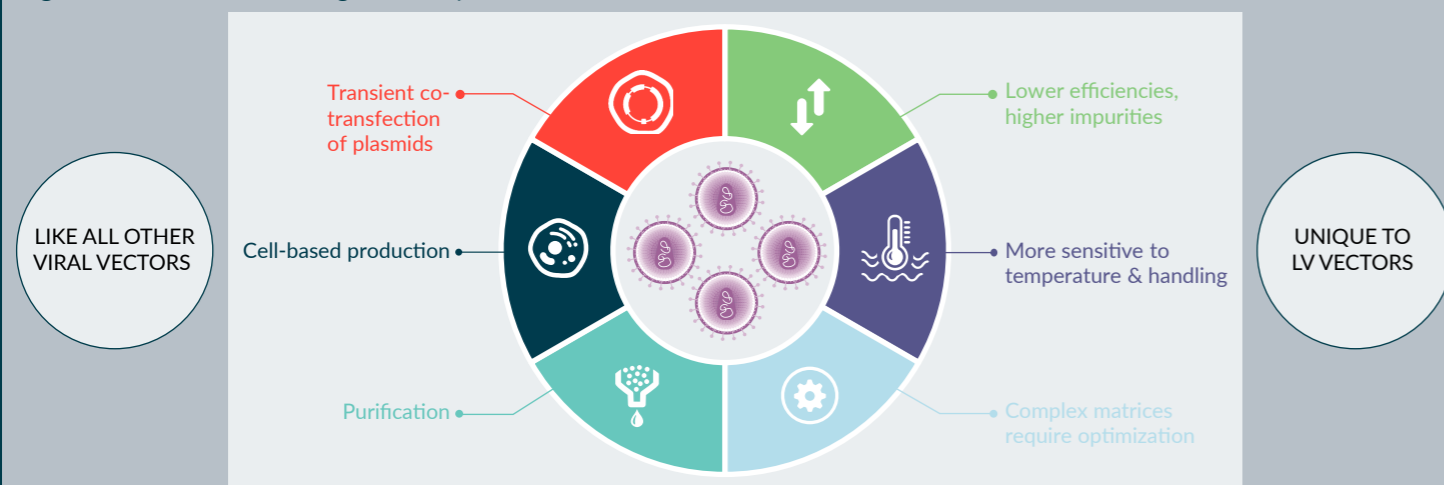 Transient co-
transfection
of plasmids
Lower efficiencies,
higher impurities
LIKE ALL OTHER
VIRAL VECTORS
Cell-based production
More sensitive to
temperature & handling
UNIQUE TO
LV VECTORS
Purification
Complex matrices
require optimization